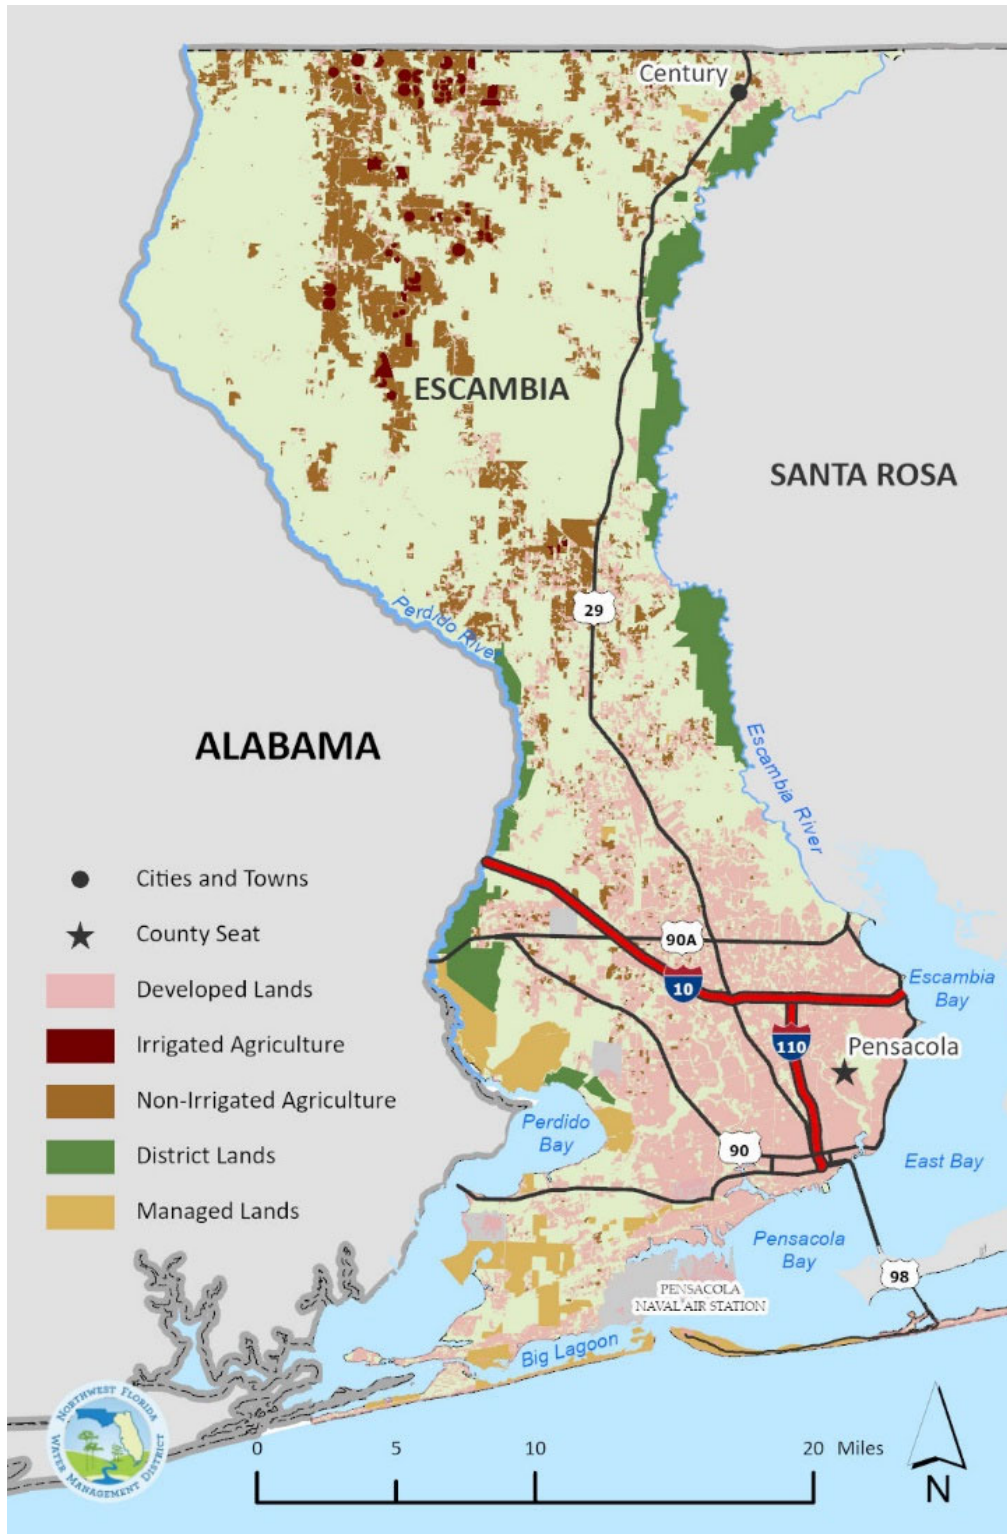 Century
ESCAMBIA
SANTA ROSA
29
Perdido River
ALABAMA
Escambia River
Cities and Towns
County Seat
Developed Lands
Irrigated Agriculture
Non-Irrigated Agriculture
District Lands
Managed Lands
90A
10
Escambia
Bay
110
Pensacola
Perdido
Bay
90
East Bay
Pensacola
Bay
98
PENSACOLA
NAVAL AIR STATION
Big Lagoon
NORTHWEST FLORIDA
WATER MANAGEMENT DISTRICT
0 5 10 20 Miles
N